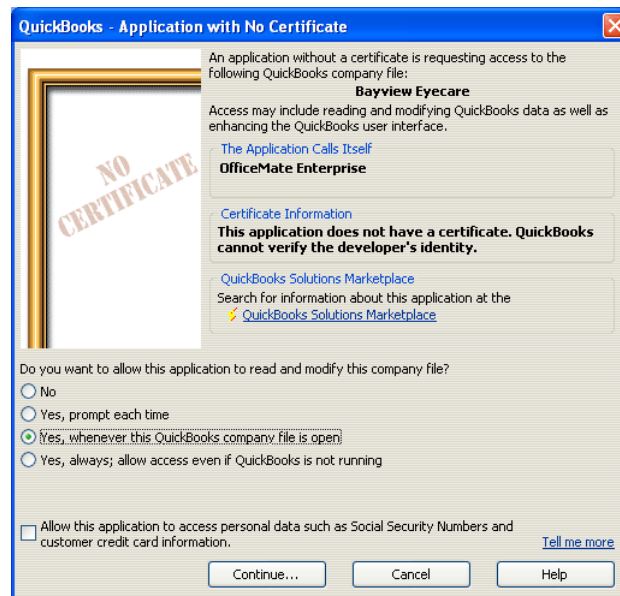 QuickBooks - Application with No Certificate
An application without a certificate is requesting access to the
following QuickBooks company file:
Bayview Eyecare
Access may include reading and modifying QuickBooks data as well as
enhancing the QuickBooks user interface.
NO
CERTIFICATE
The Application Calls Itself
OfficeMate Enterprise
Certificate Information
This application does not have a certificate. QuickBooks
cannot verify the developer's identity.
QuickBooks Solutions Marketplace
Search for information about this application at the
QuickBooks Solutions Marketplace
Do you want to allow this application to read and modify this company file?
No
Yes, prompt each time
Yes, whenever this QuickBooks company file is open
Yes, always; allow access even if QuickBooks is not running
Allow this application to access personal data such as Social Security Numbers and
customer credit card information.
Tell me more
Continue...
Cancel
Help